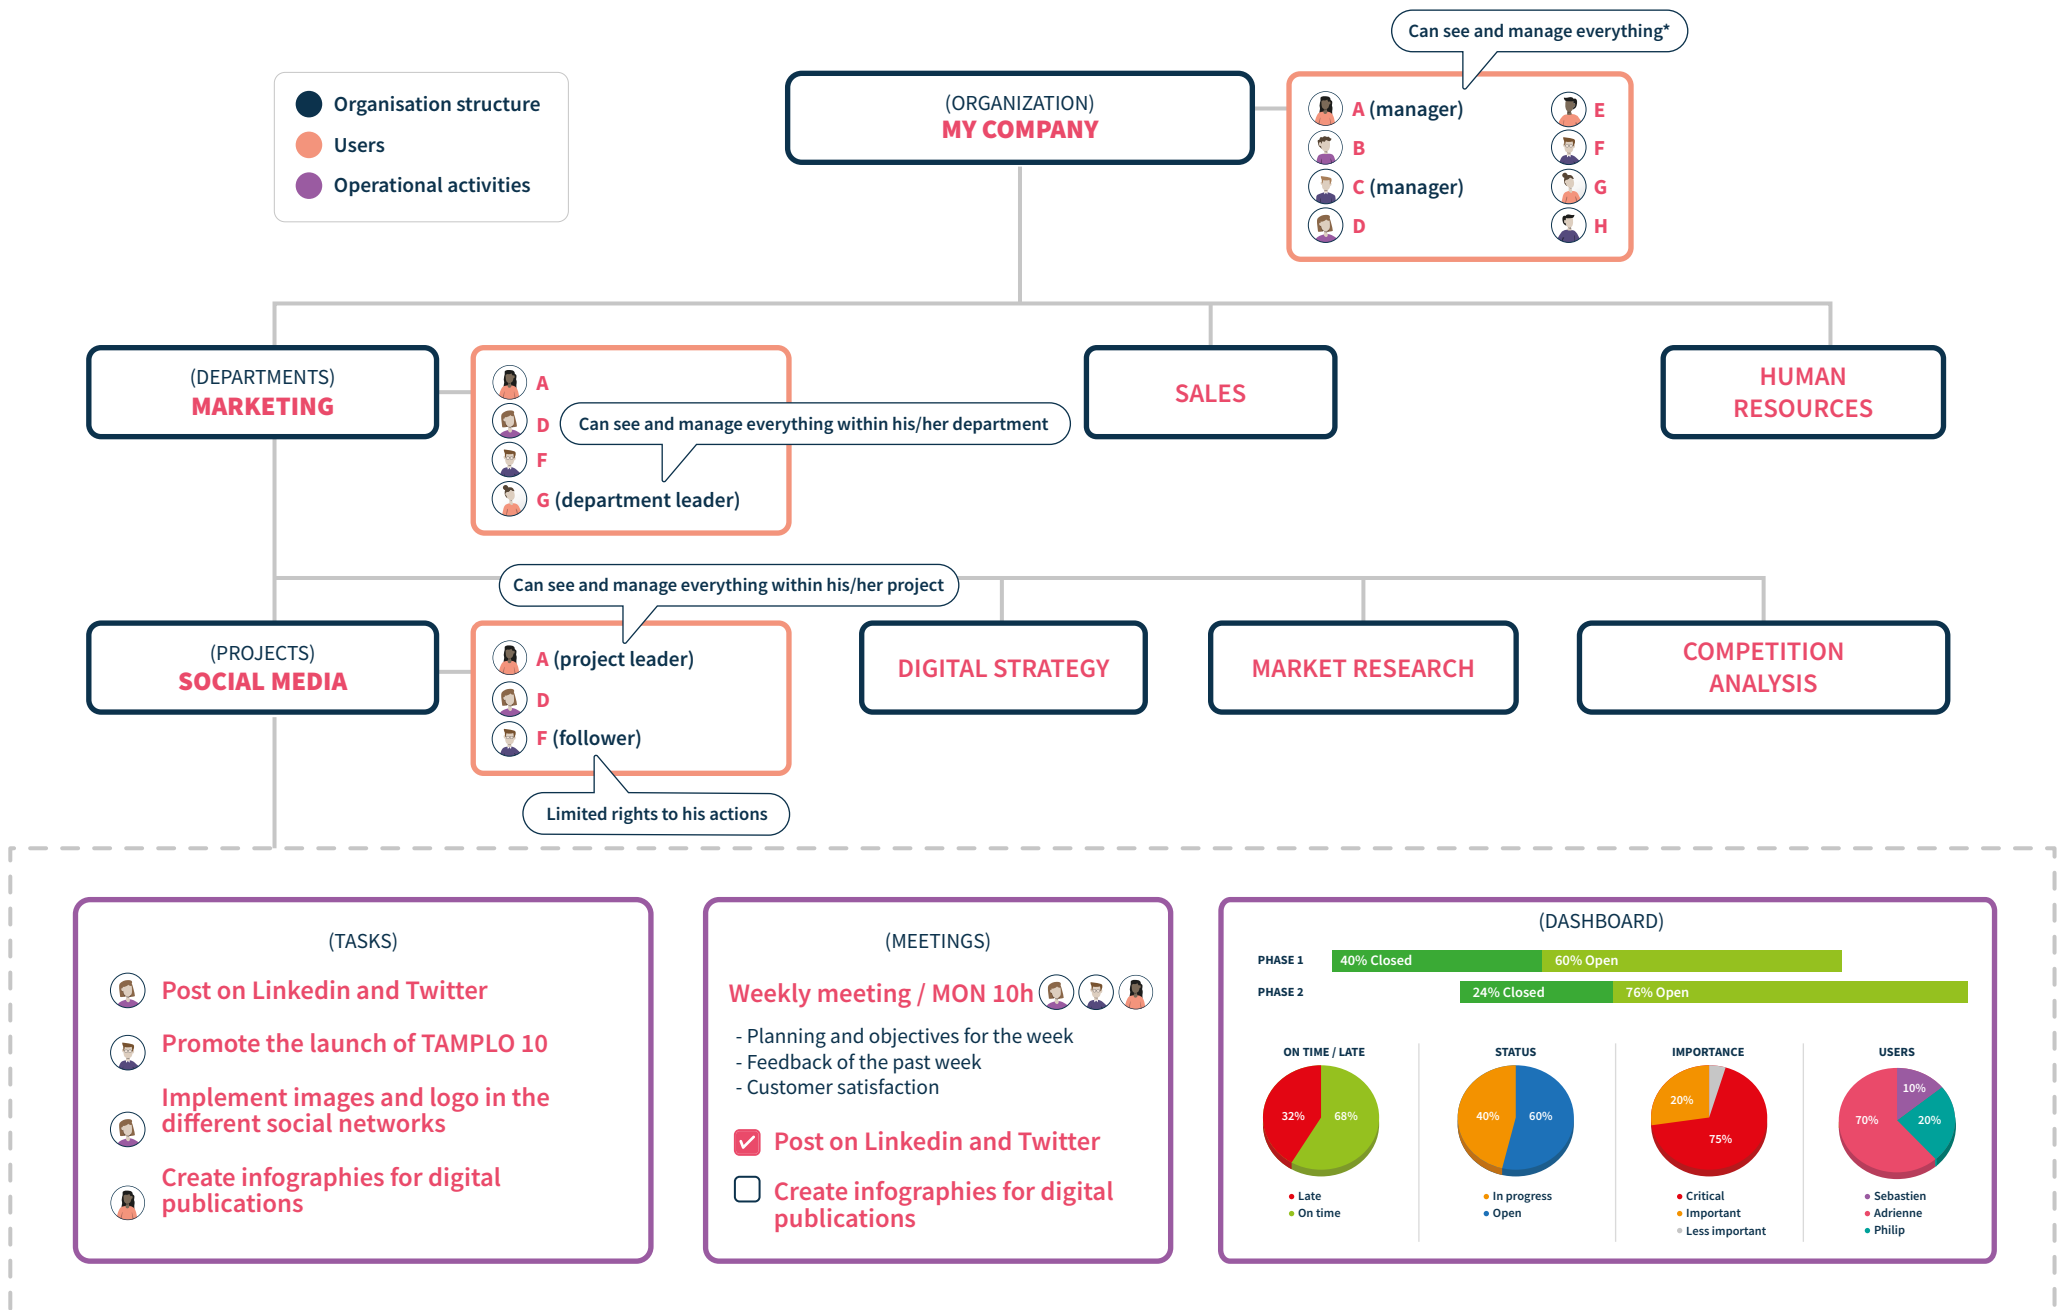 Can see and manage everything*
Organisation structure
Users
Operational activities
(ORGANIZATION)
MY COMPANY
A (manager)
B
C (manager)
D
E
F
G
H
(DEPARTMENTS)
MARKETING
A
D
F
G (department leader)
Can see and manage everything within his/her department
SALES
HUMAN
RESOURCES
Can see and manage everything within his/her project
(PROJECTS)
SOCIAL MEDIA
A (project leader)
D
F (follower)
Limited rights to his actions
DIGITAL STRATEGY
MARKET RESEARCH
COMPETITION
ANALYSIS
(TASKS)
Post on Linkedin and Twitter
Promote the launch of TAMPLO 10
Implement images and logo in the
different social networks
Create infographies for digital
publications
(MEETINGS)
Weekly meeting / MON 10h
- Planning and objectives for the week
- Feedback of the past week
- Customer satisfaction
Post on Linkedin and Twitter
Create infographies for digital
publications
(DASHBOARD)
PHASE 1
40% Closed
60% Open
PHASE 2
24% Closed
76% Open
ON TIME / LATE
32%
68%
Late
On time
STATUS
40%
60%
In progress
Open
IMPORTANCE
20%
75%
Critical
Important
Less important
USERS
10%
70%
20%
Sebastien
Adrienne
Philip